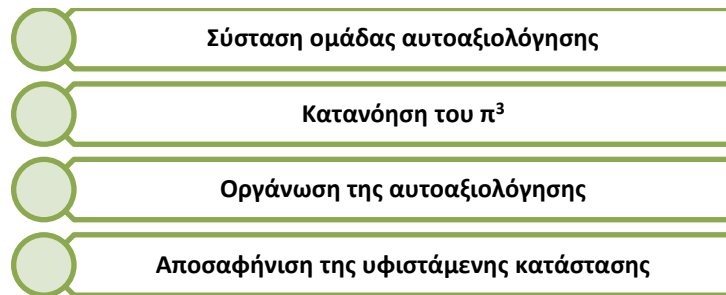 Σύσταση ομάδας αυτοαξιολόγησης
Κατανόηση του π³
Οργάνωση της αυτοαξιολόγησης
Αποσαφήνιση της υφιστάμενης κατάστασης